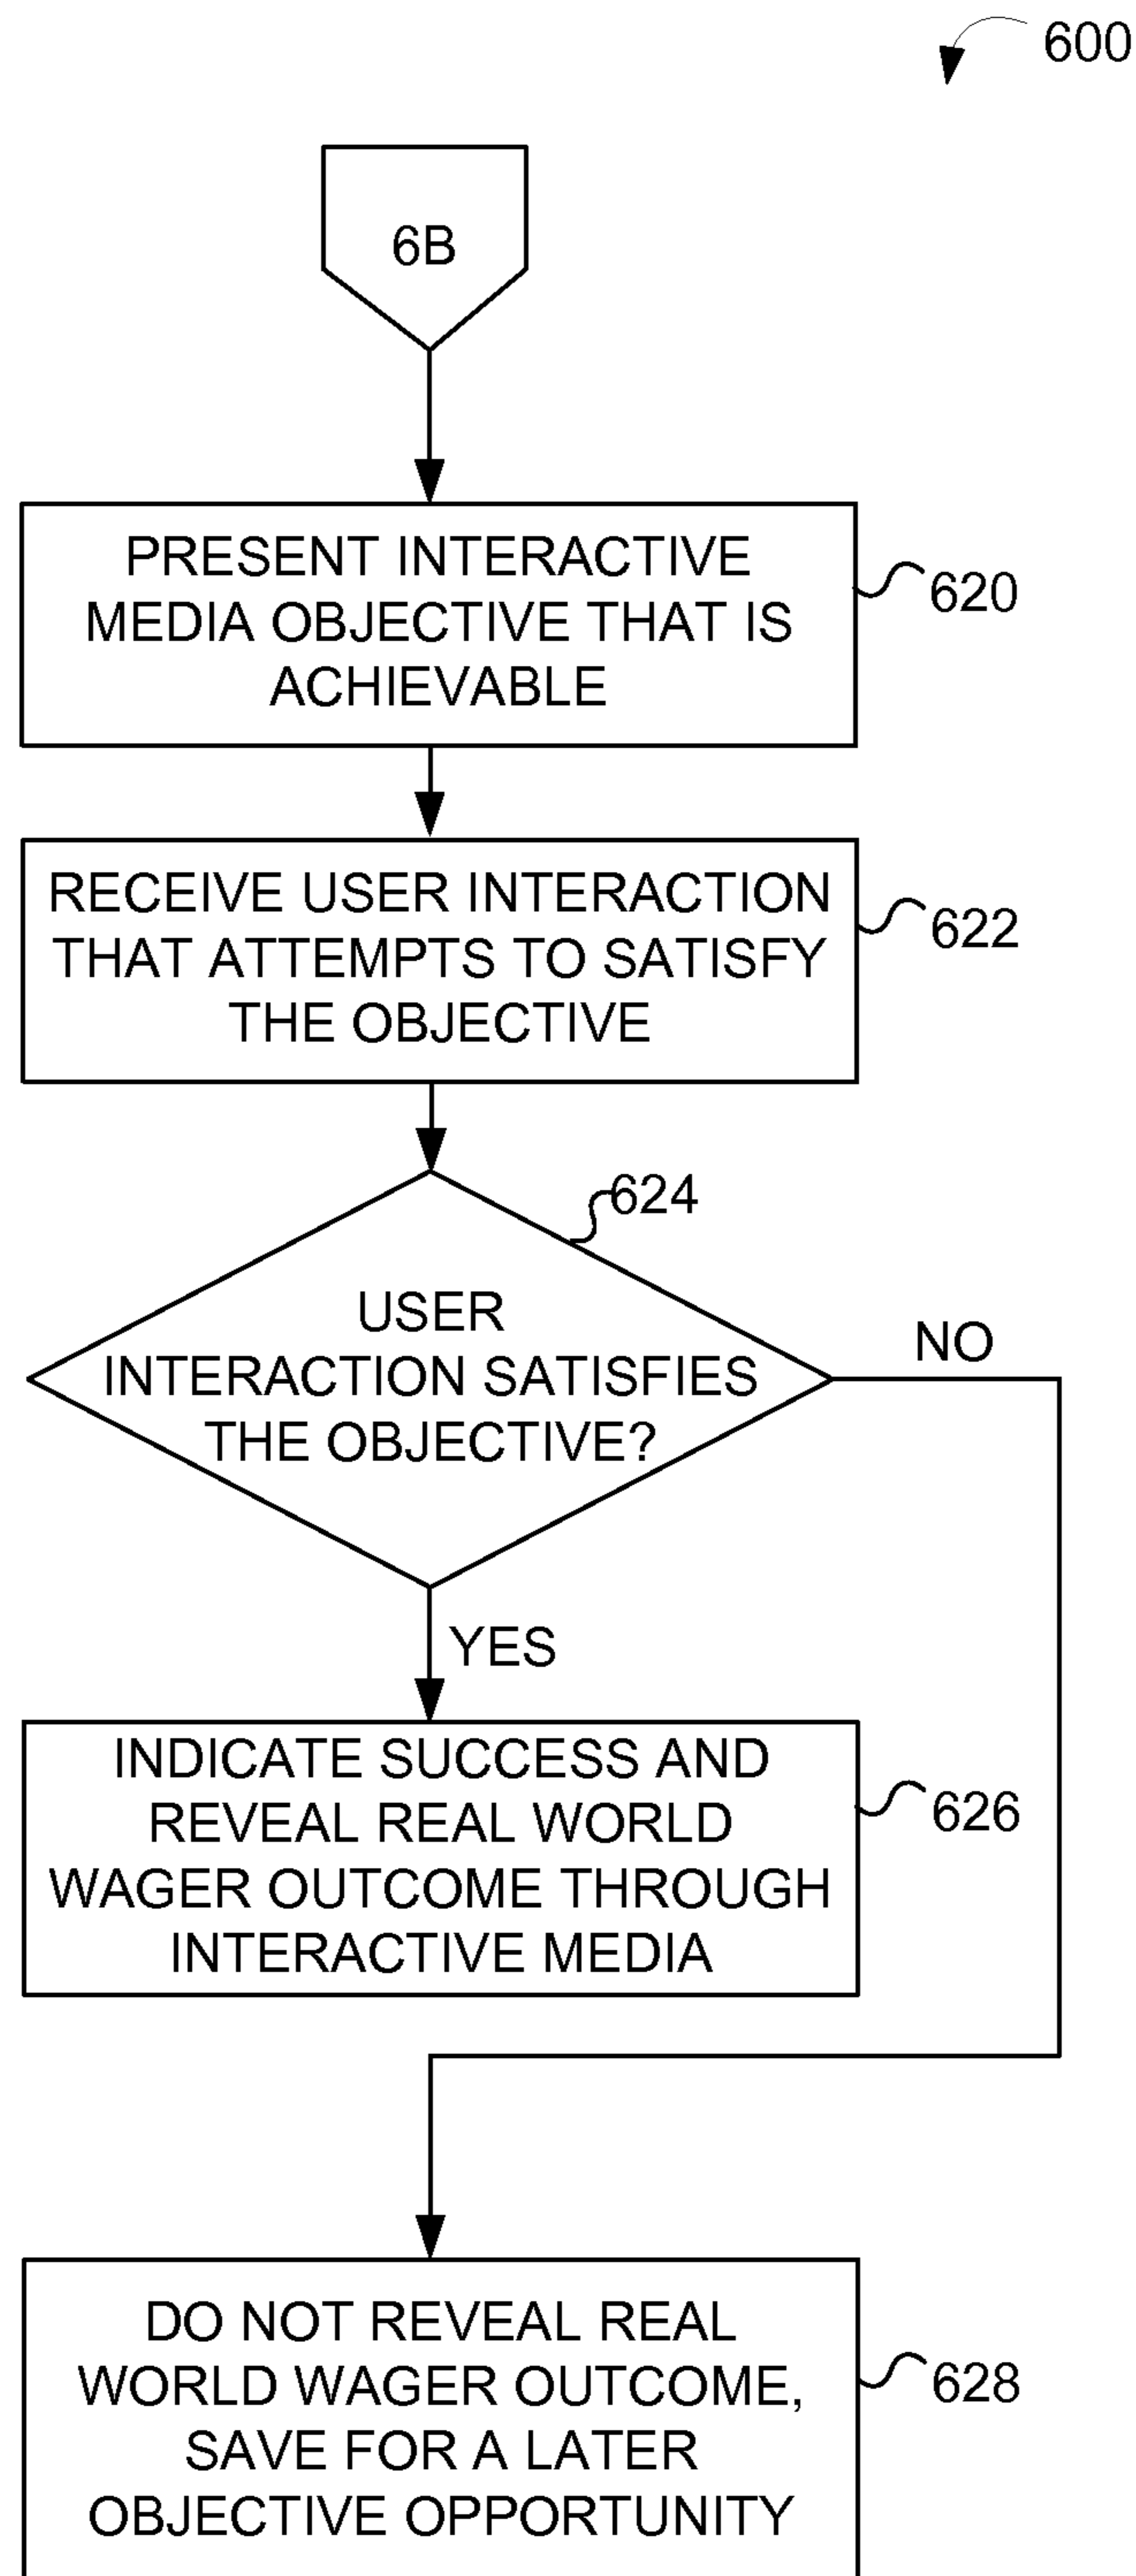 600
6B
PRESENT INTERACTIVE
MEDIA OBJECTIVE THAT IS
ACHIEVABLE
620
RECEIVE USER INTERACTION
THAT ATTEMPTS TO SATISFY
THE OBJECTIVE
622
624
USER
INTERACTION SATISFIES
THE OBJECTIVE?
NO
YES
INDICATE SUCCESS AND
REVEAL REAL WORLD
WAGER OUTCOME THROUGH
INTERACTIVE MEDIA
626
DO NOT REVEAL REAL
WORLD WAGER OUTCOME,
SAVE FOR A LATER
OBJECTIVE OPPORTUNITY
628